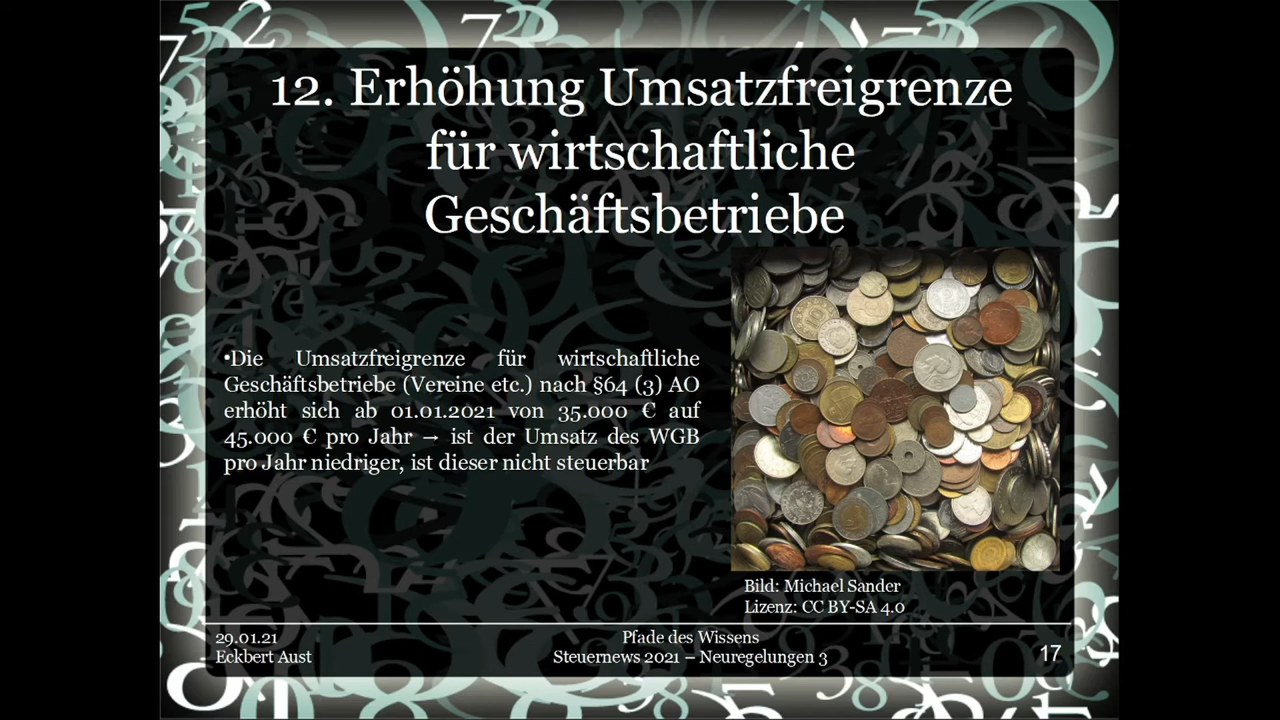 12. Erhöhung Umsatzfreigrenze
für wirtschaftliche
Geschäftsbetriebe
•Die Umsatzfreigrenze für wirtschaftliche
Geschäftsbetriebe (Vereine etc.) nach §64 (3) AO
erhöht sich ab 01.01.2021 von 35.000 € auf
45.000 € pro Jahr → ist der Umsatz des WGB
pro Jahr niedriger, ist dieser nicht steuerbar
Bild: Michael Sander
Lizenz: CC BY-SA 4.0
29.01.21
Eckbert Aust
Pfade des Wissens
Steuernews 2021 – Neuregelungen 3
17